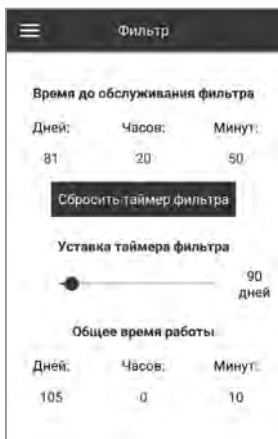 Фильтр
Время до обслуживания фильтра
Дней: Часов: Минут:
81 20 50
Сбросить таймер фильтра
Уставка таймера фильтра
90
дней
Общее время работы
Дней: Часов: Минут:
105 0 10